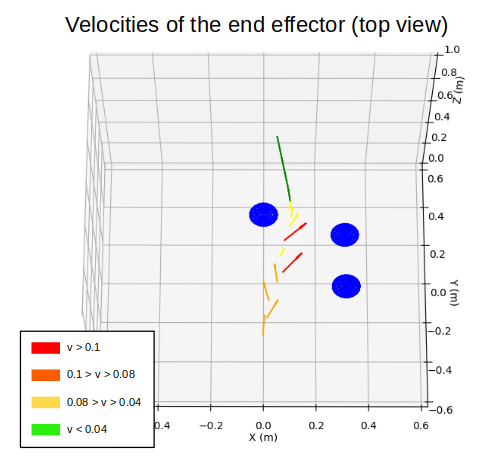 Velocities of the end effector (top view)
1.0
0.8
0.6
0.4
0.2
0.0
Z (m)
0.6
0.4
0.2
0.0
−0.2
−0.4
−0.6
Y (m)
−0.2
0.0
0.2
0.4
0.6
X (m)
v > 0.1
0.1 > v > 0.08
0.08 > v > 0.04
v < 0.04